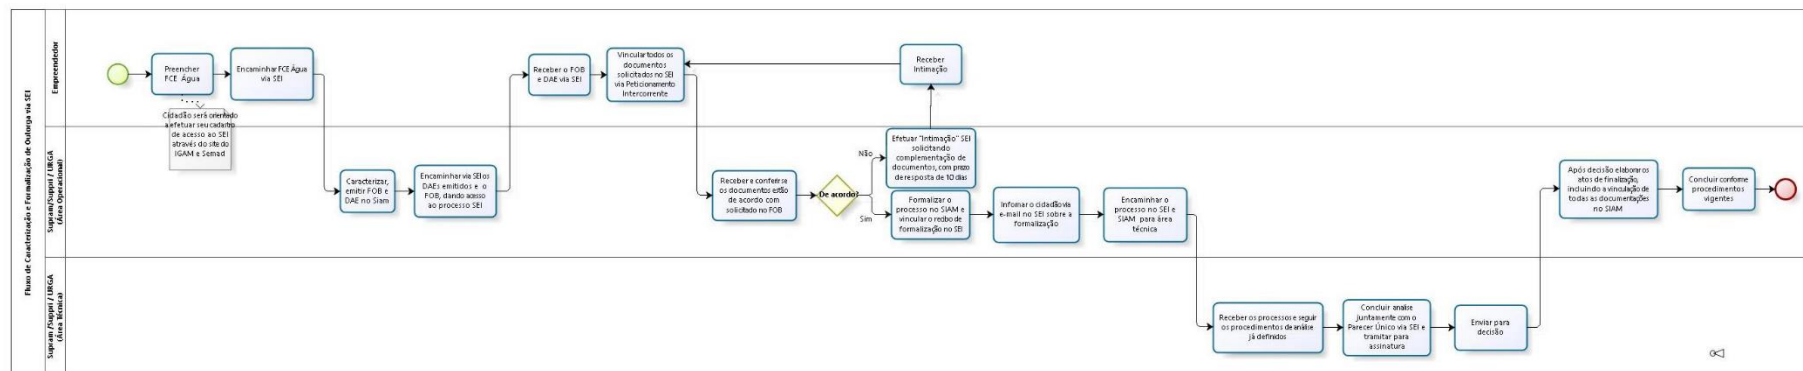 Fluxo de Caracterização e Formalização de Outorga via SEI
Empreendedor
Preencher
FCE Água
Encaminhar FCE Água
via SEI
Cidadão será orientado
a efetuar seu cadastro
de acesso ao SEI
através do site do
IGAM e Semad
Receber o FOB
e DAE via SEI
Vincular todos os
documentos
solicitados no SEI
via Peticionamento
Intercorrente
Receber
Intimação
Supram/Suppri / URGA
(Área Operacional)
Caracterizar,
emitir FOB e
DAE no Siam
Encaminhar via SEI os
DAEs emitidos e o
FOB, dando acesso
ao processo SEI
Receber e conferir se
os documentos estão
de acordo com
solicitado no FOB
De acordo?
Não
Sim
Efetuar "Intimação" SEI
solicitando
complementação de
documentos, com prazo
de resposta de 10 dias
Formalizar o
processo no SIAM e
vincular o recibo de
formalização no SEI
Infomar o cidadão via
e-mail no SEI sobre a
formalização
Encaminhar o
processo no SEI e
SIAM para área
técnica
Após decisão elaborar os
atos de finalização,
incluindo a vinculação de
todas as documentações
no SIAM
Concluir conforme
procedimentos
vigentes
Supram /Suppri / URGA
(Área Técnica)
Receber os processos e seguir
os procedimentos de análise
já definidos
Concluir análise
juntamente com o
Parecer Único via SEI e
tramitar para
assinatura
Enviar para
decisão